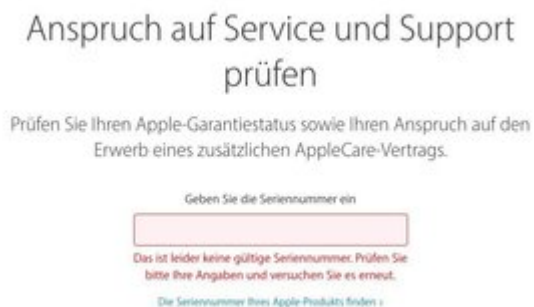 Anspruch auf Service und Support
prüfen
Prüfen Sie Ihren Apple-Garantiestatus sowie Ihren Anspruch auf den
Erwerb eines zusätzlichen AppleCare-Vertrags.
Geben Sie die Seriennummer ein
Das ist leider keine gültige Seriennummer. Prüfen Sie
bitte Ihre Angaben und versuchen Sie es erneut.
Die Seriennummer Ihres Apple-Produkts finden ›